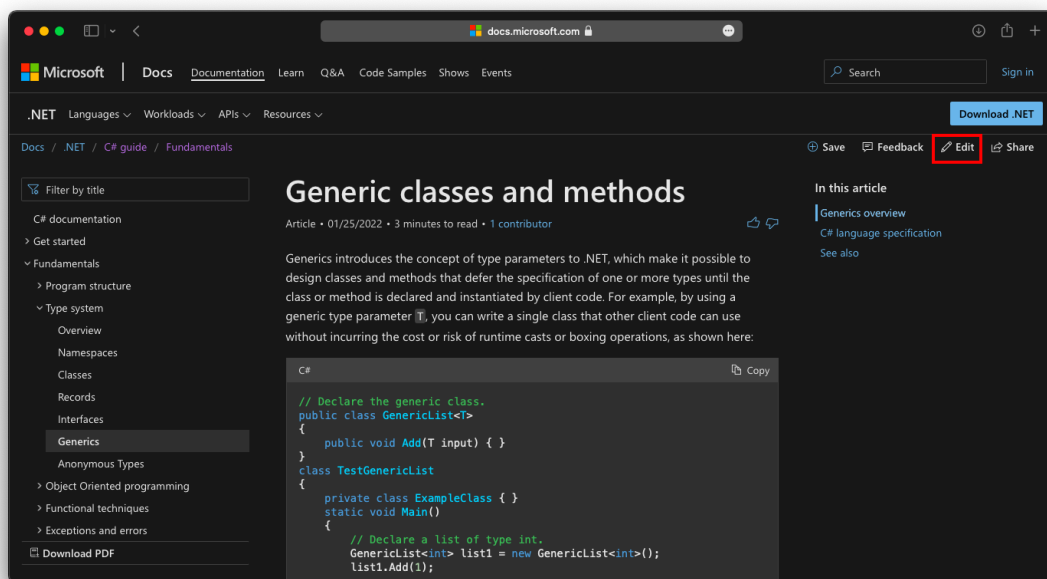 docs.microsoft.com
Microsoft Docs Documentation Learn Q&A Code Samples Shows Events
Search
Sign in
.NET Languages Workloads APIs Resources
Download .NET
Docs / .NET / C# guide / Fundamentals
Save Feedback Edit Share
Filter by title
C# documentation
Get started
Fundamentals
Program structure
Type system
Overview
Namespaces
Classes
Records
Interfaces
Generics
Anonymous Types
Object Oriented programming
Functional techniques
Exceptions and errors
Download PDF
Generic classes and methods
Article • 01/25/2022 • 3 minutes to read • 1 contributor
Generics introduces the concept of type parameters to .NET, which make it possible to
design classes and methods that defer the specification of one or more types until the
class or method is declared and instantiated by client code. For example, by using a
generic type parameter T, you can write a single class that other client code can use
without incurring the cost or risk of runtime casts or boxing operations, as shown here:
C#
Copy
// Declare the generic class.
public class GenericList<T>
{
    public void Add(T input) { }
}
class TestGenericList
{
    private class ExampleClass { }
    static void Main()
    {
        // Declare a list of type int.
        GenericList<int> list1 = new GenericList<int>();
        list1.Add(1);
In this article
Generics overview
C# language specification
See also